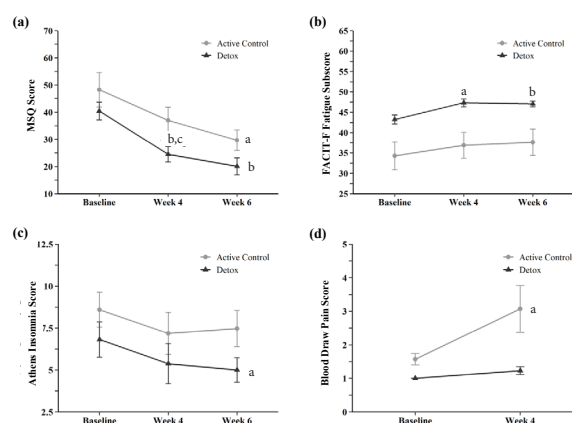 (a)
Active Control
Detox
MSQ Score
70
60
50
40
30
20
10
b,c
a
b
Baseline
Week 4
Week 6
(b)
Active Control
Detox
FACIT-F Fatigue Subscore
65
60
55
50
45
40
35
30
25
a
b
Baseline
Week 4
Week 6
(c)
Active Control
Detox
Athens Insomnia Score
12.5
10
7.5
5
2.5
a
Baseline
Week 4
Week 6
(d)
Active Control
Detox
Blood Draw Pain Score
5
4
3
2
1
0
a
Baseline
Week 4